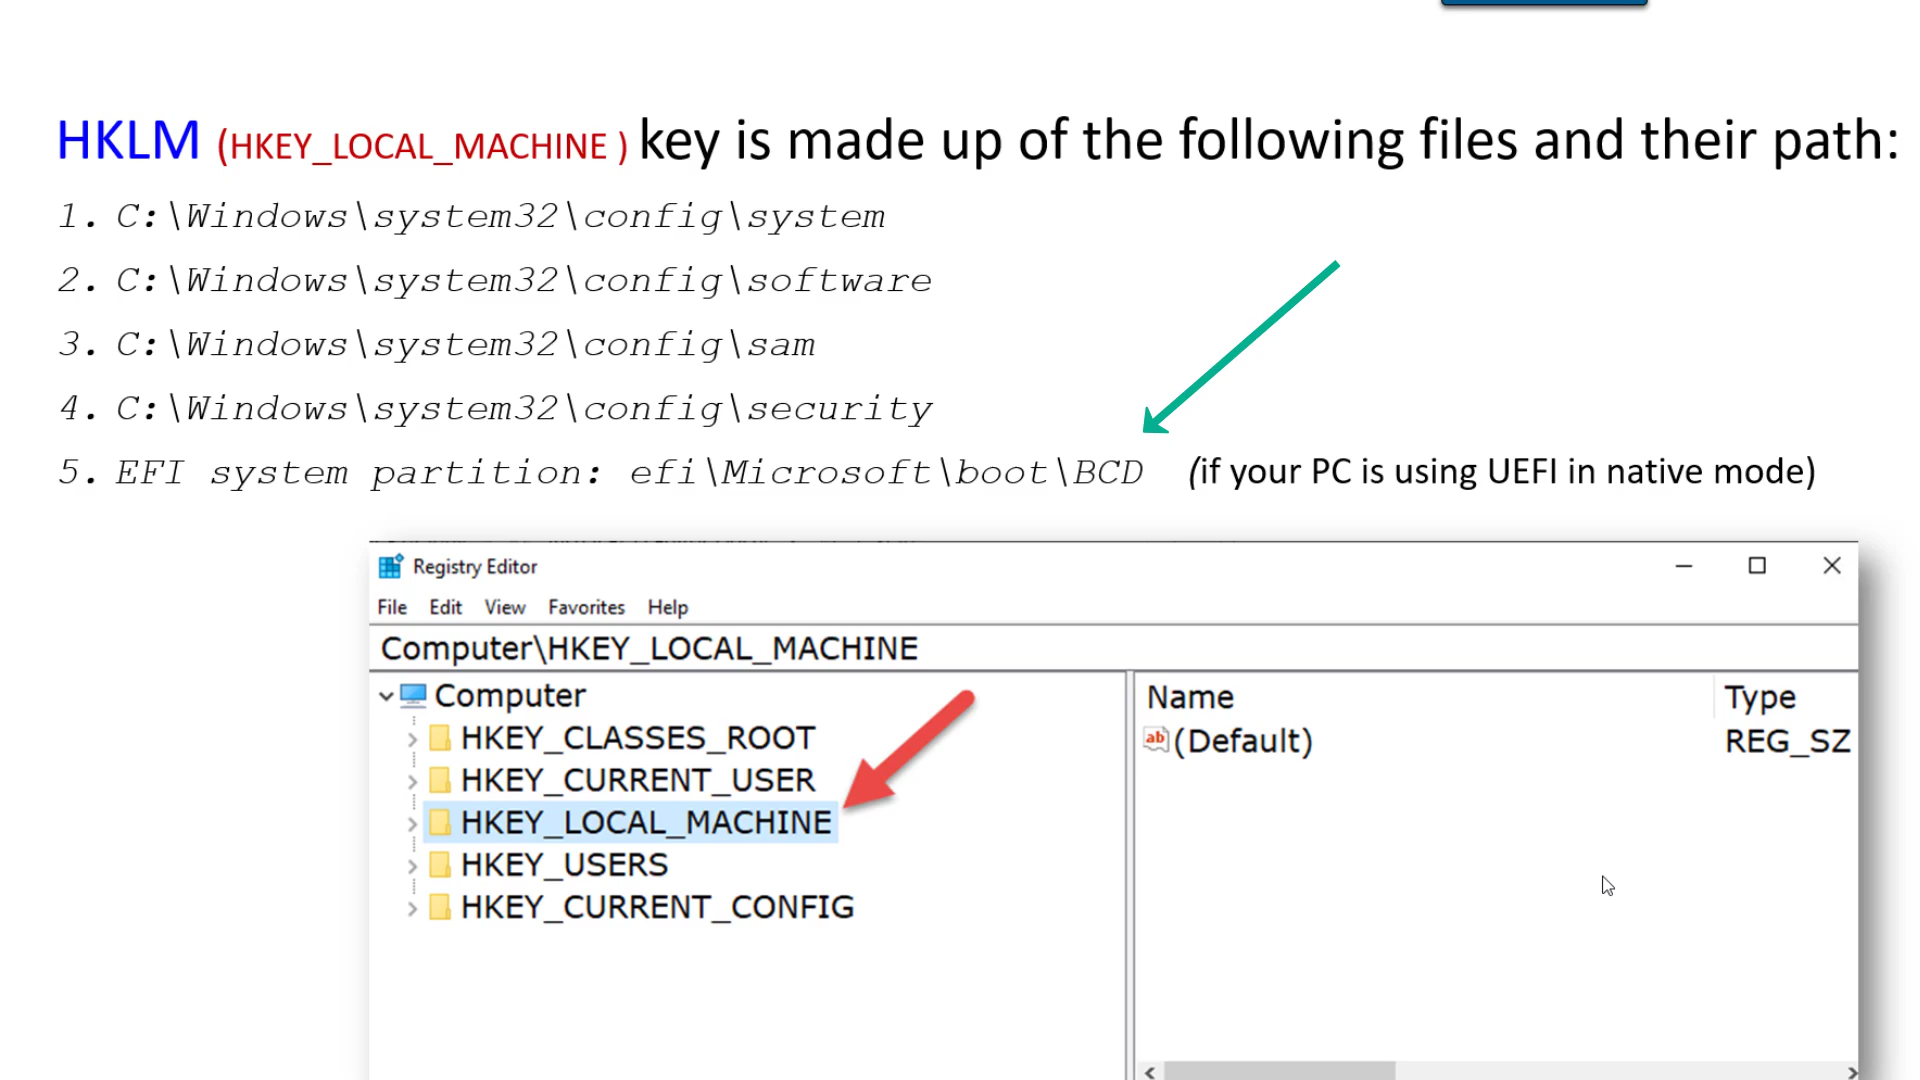 HKLM (HKEY_LOCAL_MACHINE ) key is made up of the following files and their path:
1. C:\Windows\system32\config\system
2. C:\Windows\system32\config\software
3. C:\Windows\system32\config\sam
4. C:\Windows\system32\config\security
5. EFI system partition: efi\Microsoft\boot\BCD (if your PC is using UEFI in native mode)
Registry Editor
File Edit View Favorites Help
Computer\HKEY_LOCAL_MACHINE
Computer
HKEY_CLASSES_ROOT
HKEY_CURRENT_USER
HKEY_LOCAL_MACHINE
HKEY_USERS
HKEY_CURRENT_CONFIG
Name Type
ab (Default) REG_SZ